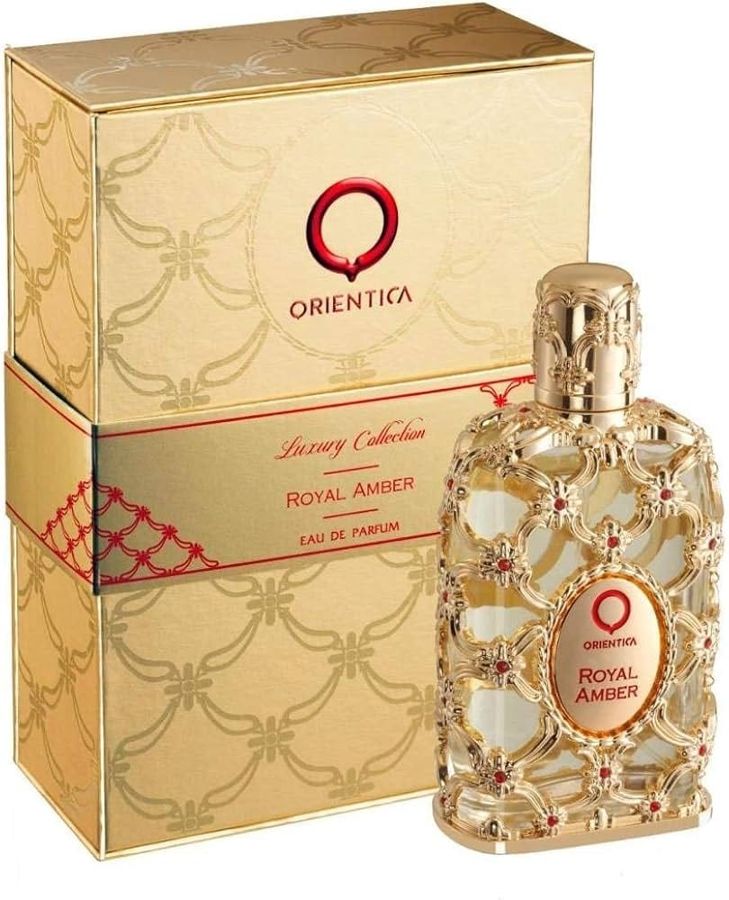 ORIENTICA
Luxury Collection
ROYAL AMBER
EAU DE PARFUM
ORIENTICA
ROYAL
AMBER